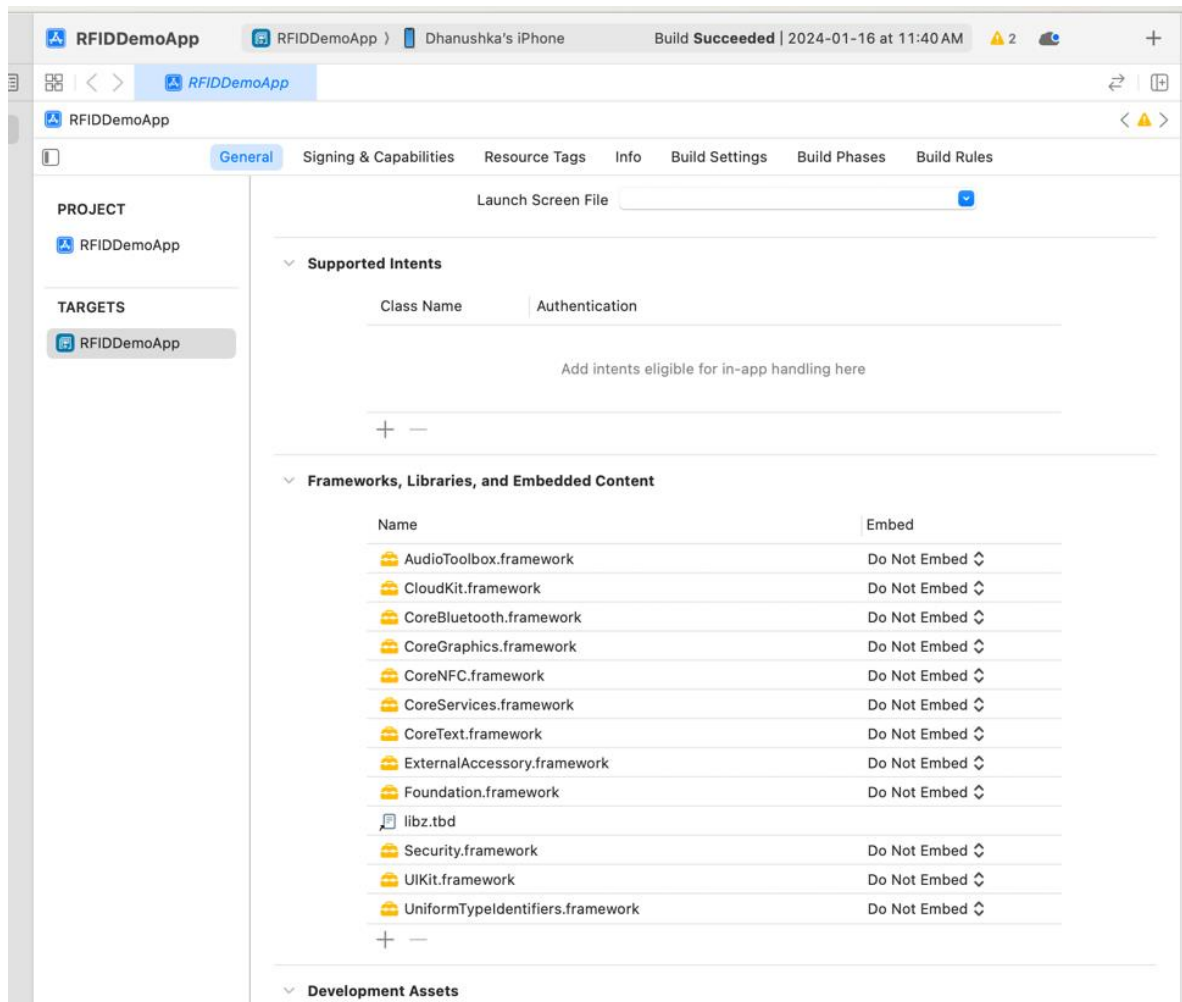 RFIDDemoApp RFIDDemoApp ⟩ Dhanushka's iPhone Build Succeeded | 2024-01-16 at 11:40 AM 2
RFIDDemoApp
RFIDDemoApp
General Signing & Capabilities Resource Tags Info Build Settings Build Phases Build Rules
PROJECT
RFIDDemoApp
TARGETS
RFIDDemoApp
Launch Screen File
Supported Intents
Class Name Authentication
Add intents eligible for in-app handling here
Frameworks, Libraries, and Embedded Content
Name Embed
AudioToolbox.framework Do Not Embed
CloudKit.framework Do Not Embed
CoreBluetooth.framework Do Not Embed
CoreGraphics.framework Do Not Embed
CoreNFC.framework Do Not Embed
CoreServices.framework Do Not Embed
CoreText.framework Do Not Embed
ExternalAccessory.framework Do Not Embed
Foundation.framework Do Not Embed
libz.tbd
Security.framework Do Not Embed
UIKit.framework Do Not Embed
UniformTypeIdentifiers.framework Do Not Embed
Development Assets